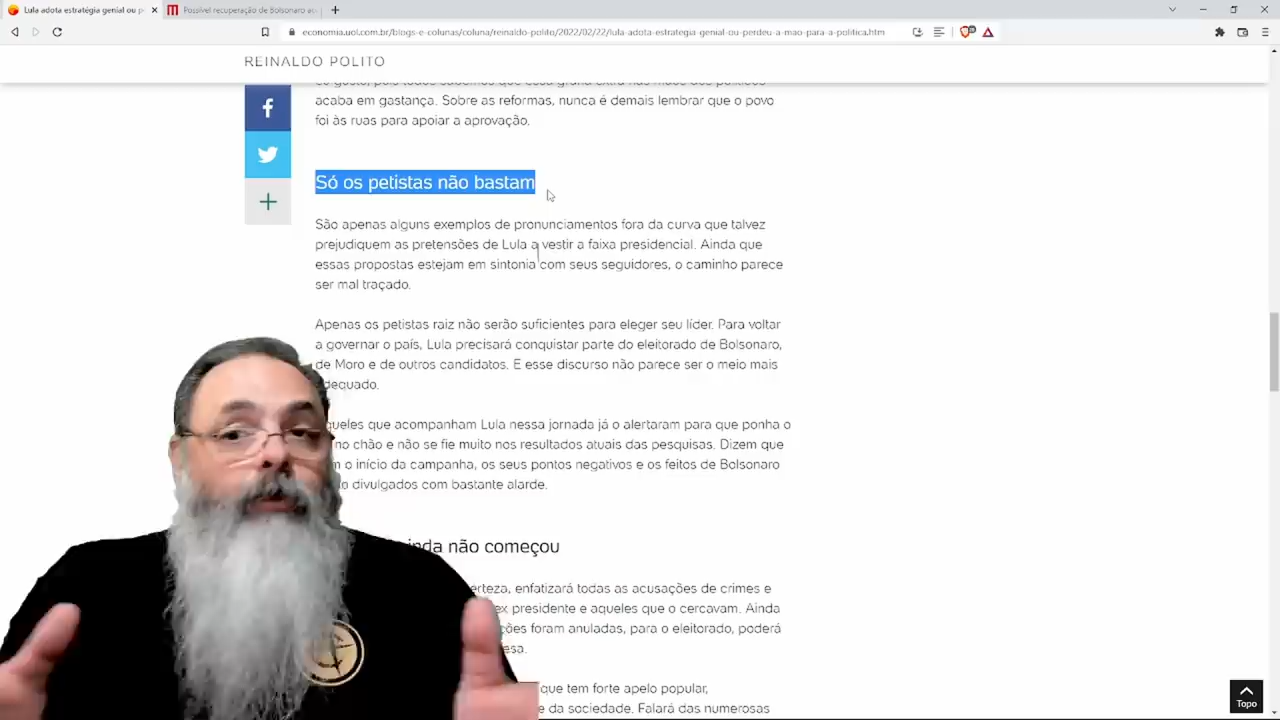 Lula adota estratégia genial ou p
Possível recuperação de Bolsonaro ac
economia.uol.com.br/blogs-e-colunas/coluna/reinaldo-polito/2022/02/22/lula-adota-estrategia-genial-ou-perdeu-a-mao-para-a-politica.htm
REINALDO POLITO
acaba em gastança. Sobre as reformas, nunca é demais lembrar que o povo
foi às ruas para apoiar a aprovação.
Só os petistas não bastam
São apenas alguns exemplos de pronunciamentos fora da curva que talvez
prejudiquem as pretensões de Lula a vestir a faixa presidencial. Ainda que
essas propostas estejam em sintonia com seus seguidores, o caminho parece
ser mal traçado.
Apenas os petistas raiz não serão suficientes para eleger seu líder. Para voltar
a governar o país, Lula precisará conquistar parte do eleitorado de Bolsonaro,
de Moro e de outros candidatos. E esse discurso não parece ser o meio mais
dequado.
queles que acompanham Lula nessa jornada já o alertaram para que ponha o
no chão e não se fie muito nos resultados atuais das pesquisas. Dizem que
o início da campanha, os seus pontos negativos e os feitos de Bolsonaro
o divulgados com bastante alarde.
inda não começou
erteza, enfatizará todas as acusações de crimes e
ex presidente e aqueles que o cercavam. Ainda
ções foram anuladas, para o eleitorado, poderá
esa.
que tem forte apelo popular,
e da sociedade. Falará das numerosas
Topo